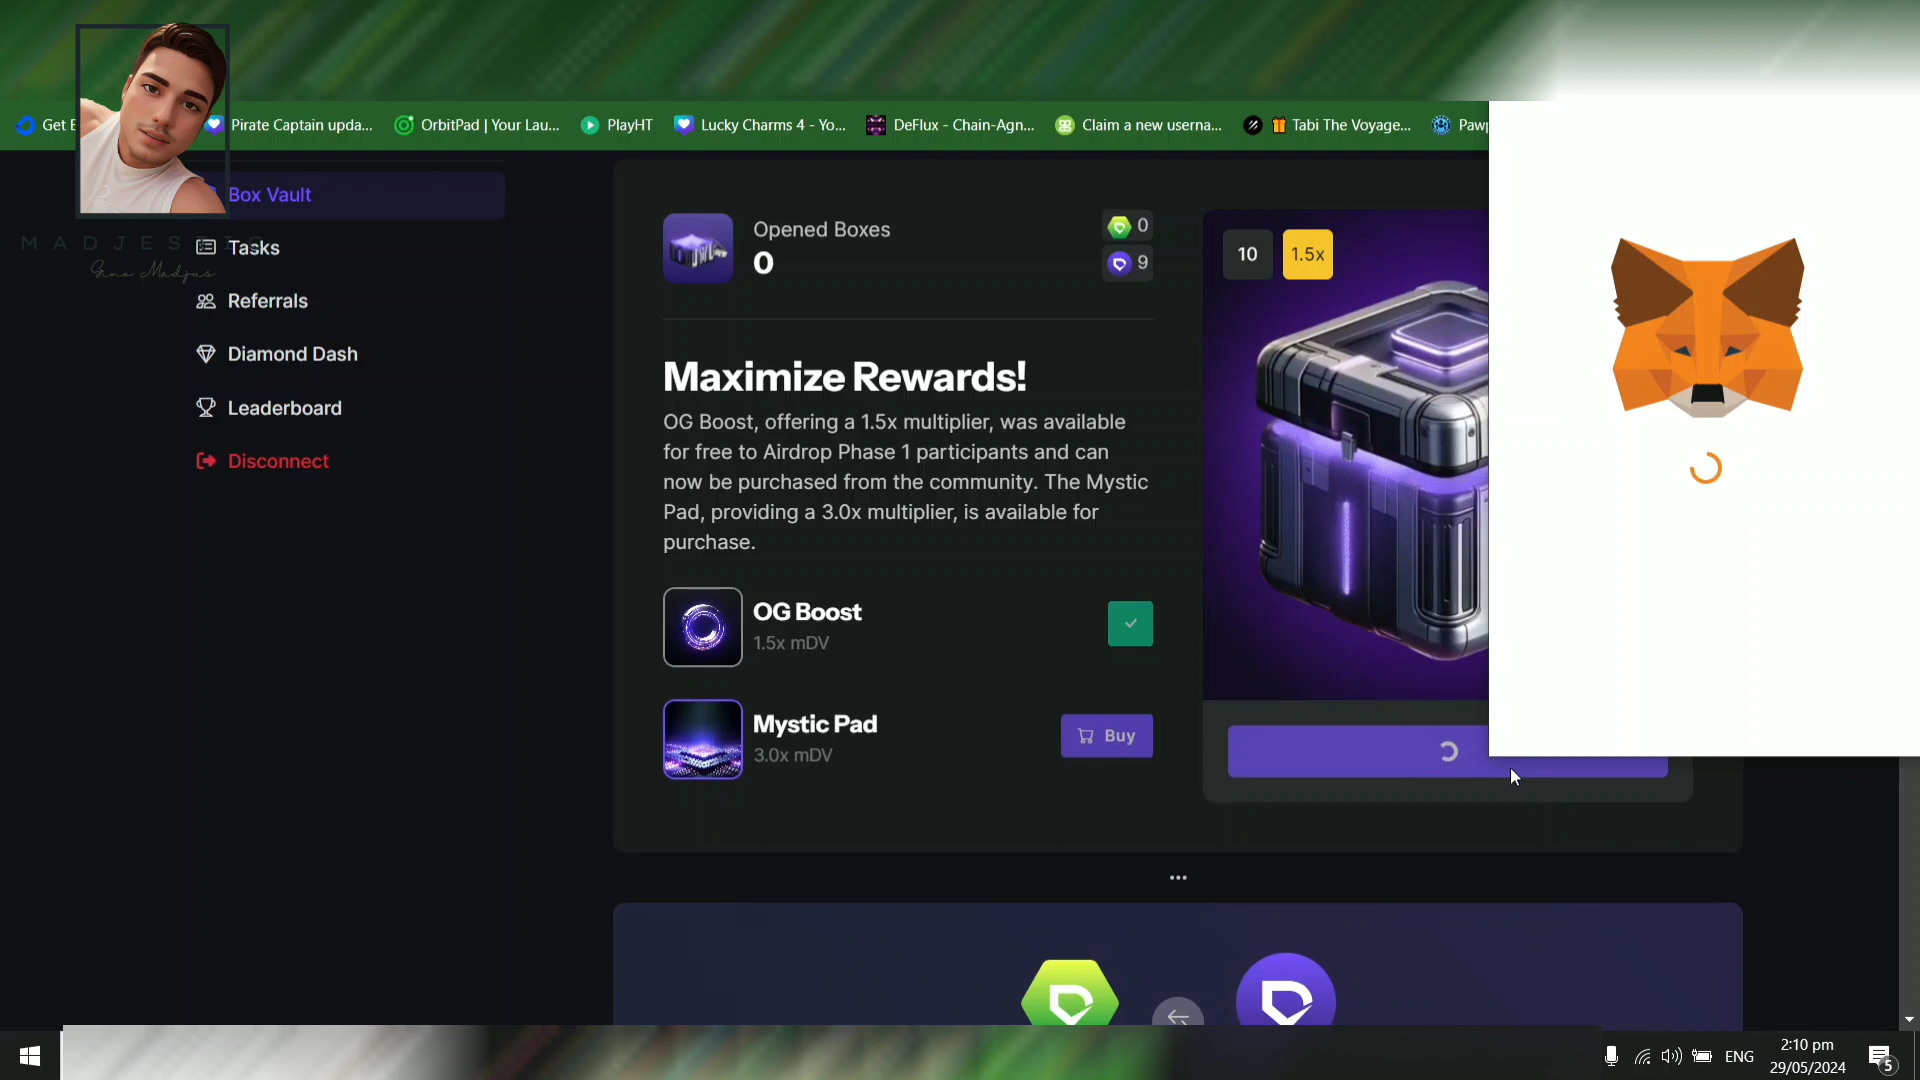 Get
Pirate Captain upda...
OrbitPad | Your Lau...
PlayHT
Lucky Charms 4 - Yo...
DeFlux - Chain-Agn...
Claim a new userna...
Tabi The Voyage...
Box Vault
Tasks
Referrals
Diamond Dash
Leaderboard
Disconnect
Gino Madjus
Opened Boxes
0
0
9
Maximize Rewards!
OG Boost, offering a 1.5x multiplier, was available
for free to Airdrop Phase 1 participants and can
now be purchased from the community. The Mystic
Pad, providing a 3.0x multiplier, is available for
purchase.
OG Boost
1.5x mDV
Mystic Pad
3.0x mDV
Buy
10
1.5x
ENG
2:10 pm
29/05/2024
5